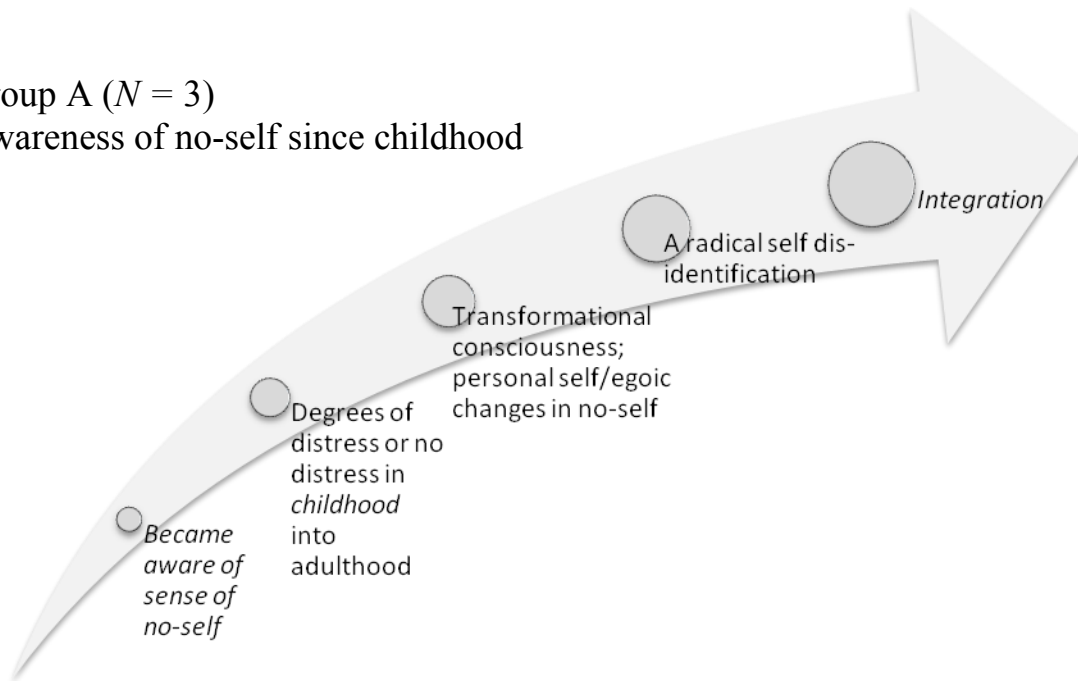 oup A (N = 3)
wareness of no-self since childhood
Integration
A radical self dis-
identification
Transformational
consciousness;
personal self/egoic
changes in no-self
Degrees of
distress or no
distress in
childhood
into
adulthood
Became
aware of
sense of
no-self